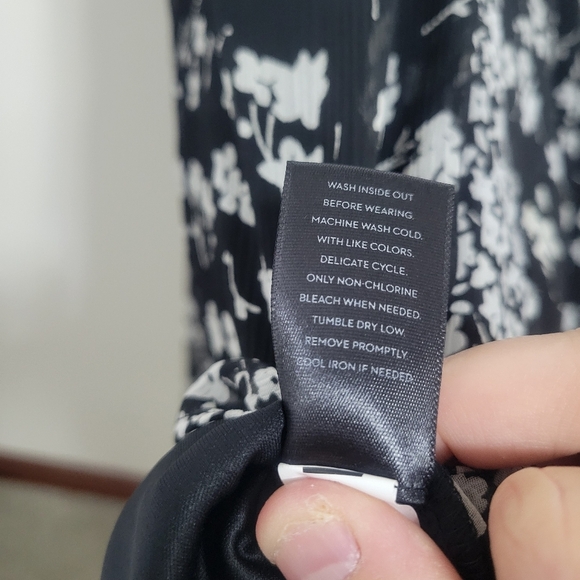 WASH INSIDE OUT
BEFORE WEARING.
MACHINE WASH COLD.
WITH LIKE COLORS.
DELICATE CYCLE.
ONLY NON-CHLORINE
BLEACH WHEN NEEDED.
TUMBLE DRY LOW
REMOVE PROMPTLY.
COOL IRON IF NEEDED.